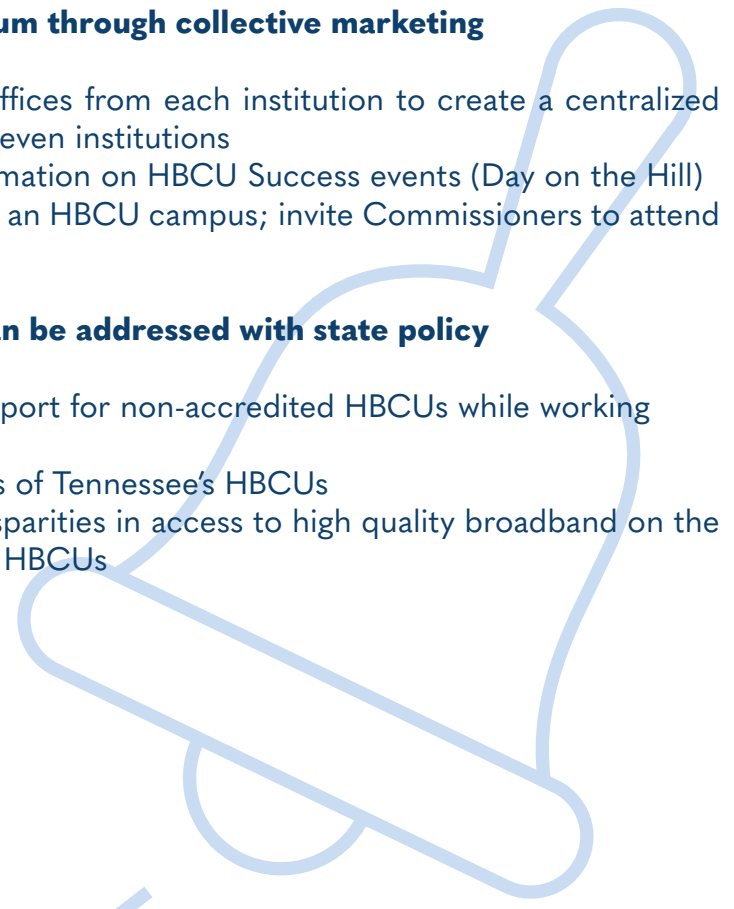 um through collective marketing
ffices from each institution to create a centralized
even institutions
mation on HBCU Success events (Day on the Hill)
an HBCU campus; invite Commissioners to attend
n be addressed with state policy
port for non-accredited HBCUs while working
s of Tennessee's HBCUs
sparities in access to high quality broadband on the
HBCUs